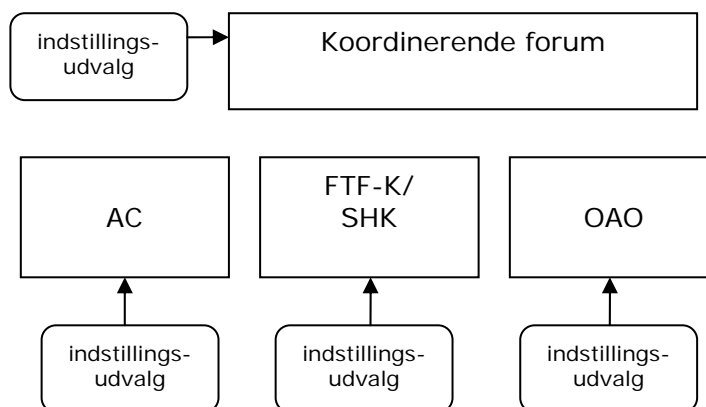 indstillings-
udvalg
Koordinerende forum
AC
FTF-K/
SHK
OAO
indstillings-
udvalg
indstillings-
udvalg
indstillings-
udvalg